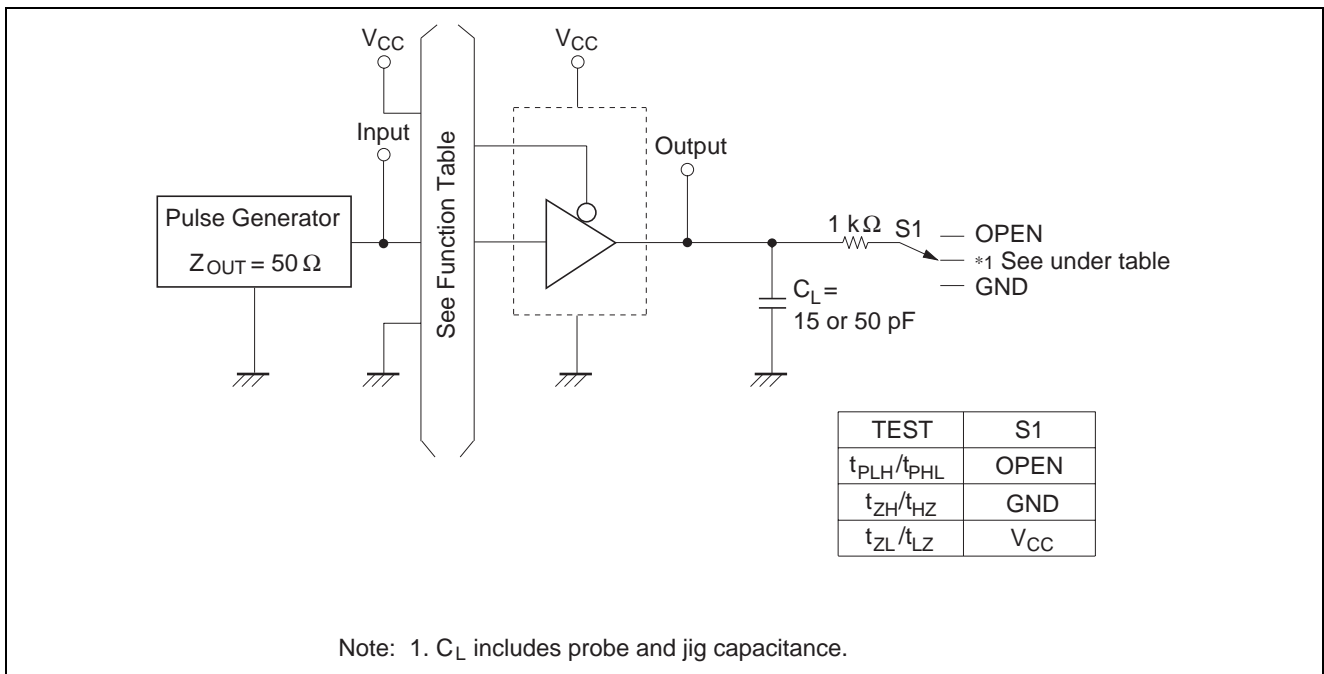 VCC
VCC
Input
Output
See Function Table
Pulse Generator
ZOUT = 50 Ω
1 kΩ
S1
OPEN
*1 See under table
GND
CL =
15 or 50 pF
TEST S1
tPLH/tPHL OPEN
tZH/tHZ GND
tZL/tLZ VCC
Note: 1. CL includes probe and jig capacitance.